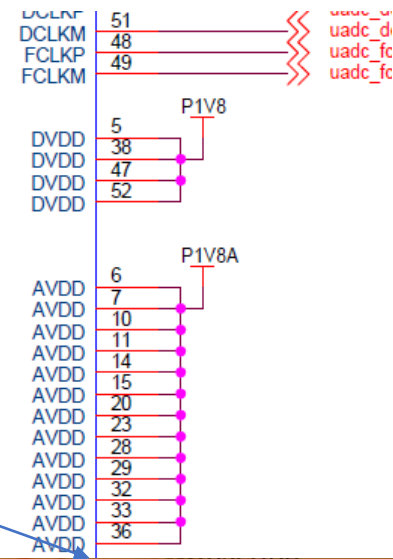 DCLKP
51 uadc_d
DCLKM
48 uadc_fc
FCLKP
49 uadc_fc
FCLKM
P1V8
5
DVDD
38
DVDD
47
DVDD
52
DVDD
P1V8A
6
AVDD
7
AVDD
10
AVDD
11
AVDD
14
AVDD
15
AVDD
20
AVDD
23
AVDD
28
AVDD
29
AVDD
32
AVDD
33
AVDD
36
AVDD